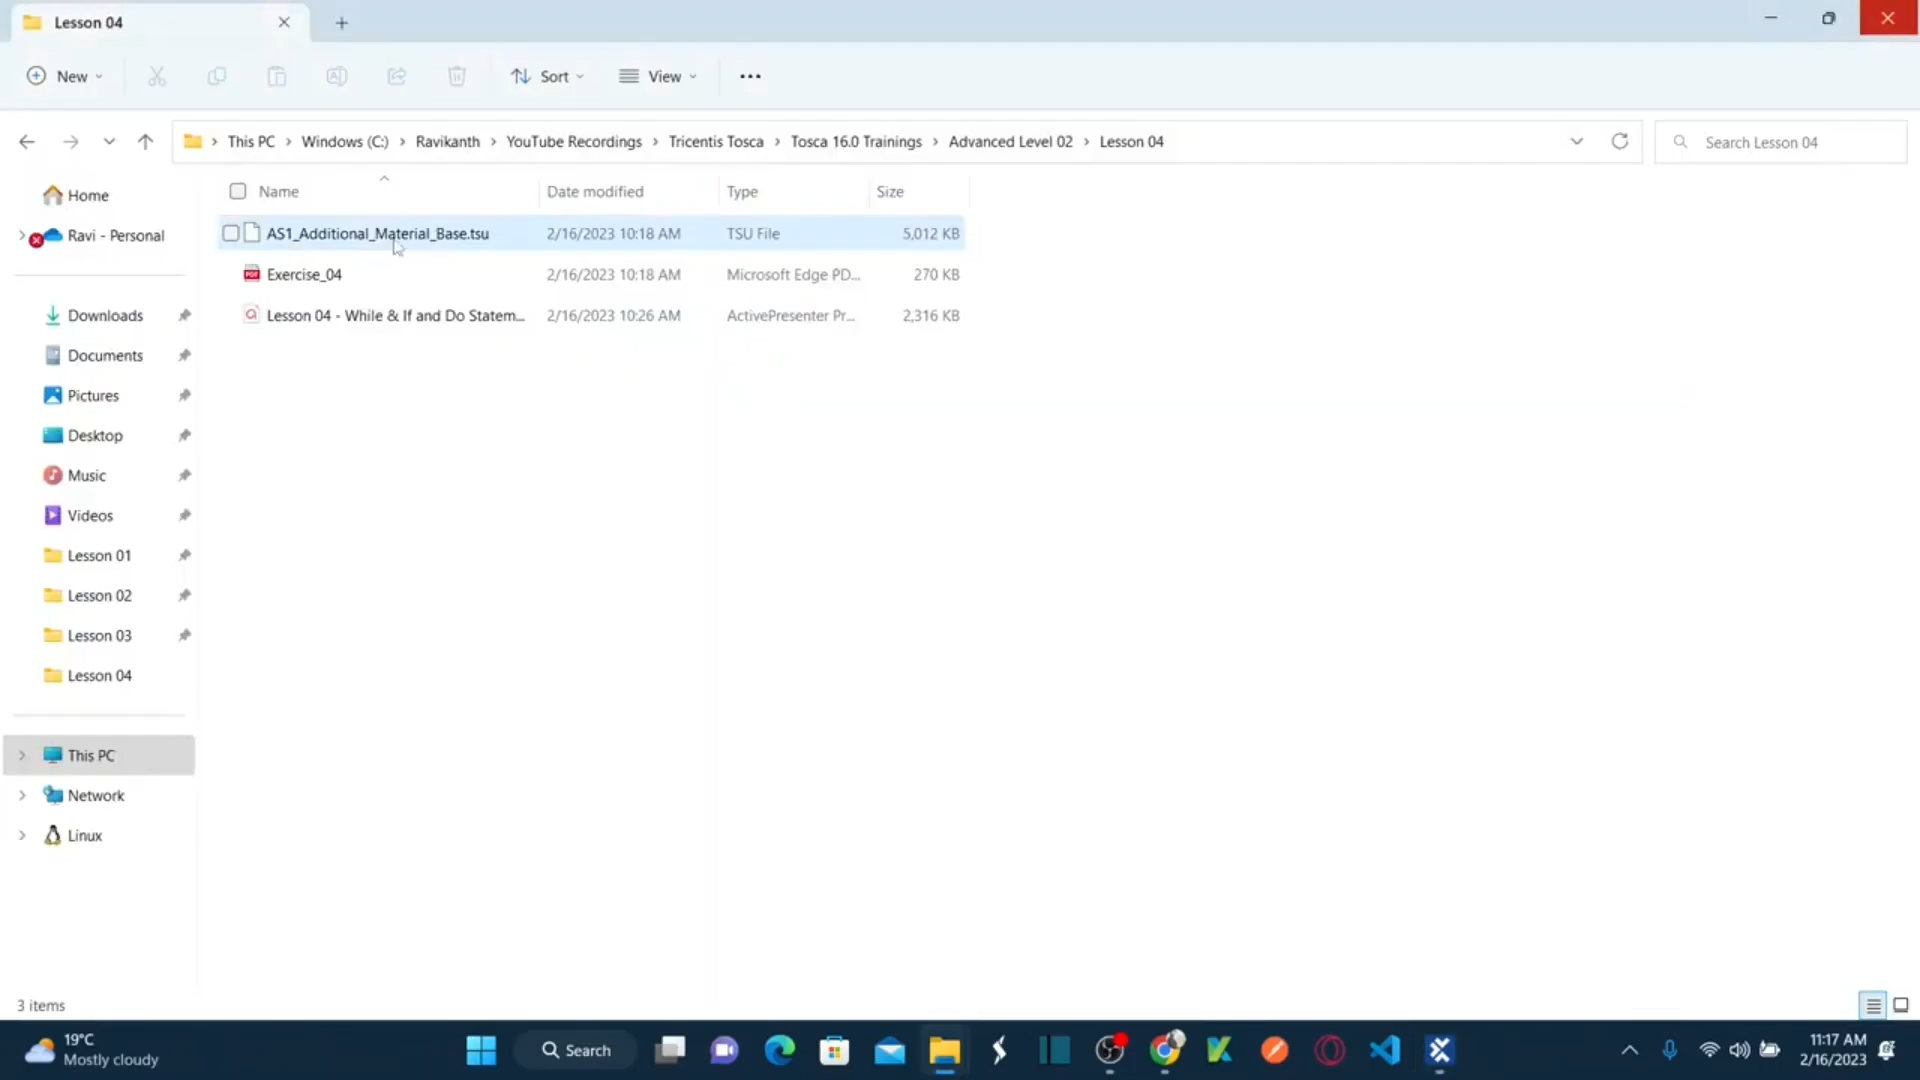 Lesson 04
New
Sort
View
This PC
Windows (C:)
Ravikanth
YouTube Recordings
Tricentis Tosca
Tosca 16.0 Trainings
Advanced Level 02
Lesson 04
Search Lesson 04
Name
Date modified
Type
Size
AS1_Additional_Material_Base.tsu 2/16/2023 10:18 AM TSU File 5,012 KB
Exercise_04 2/16/2023 10:18 AM Microsoft Edge PD... 270 KB
Lesson 04 - While & If and Do Statem... 2/16/2023 10:26 AM ActivePresenter Pr... 2,316 KB
Home
Ravi - Personal
Downloads
Documents
Pictures
Desktop
Music
Videos
Lesson 01
Lesson 02
Lesson 03
Lesson 04
This PC
Network
Linux
3 items
19°C
Mostly cloudy
Search
11:17 AM
2/16/2023